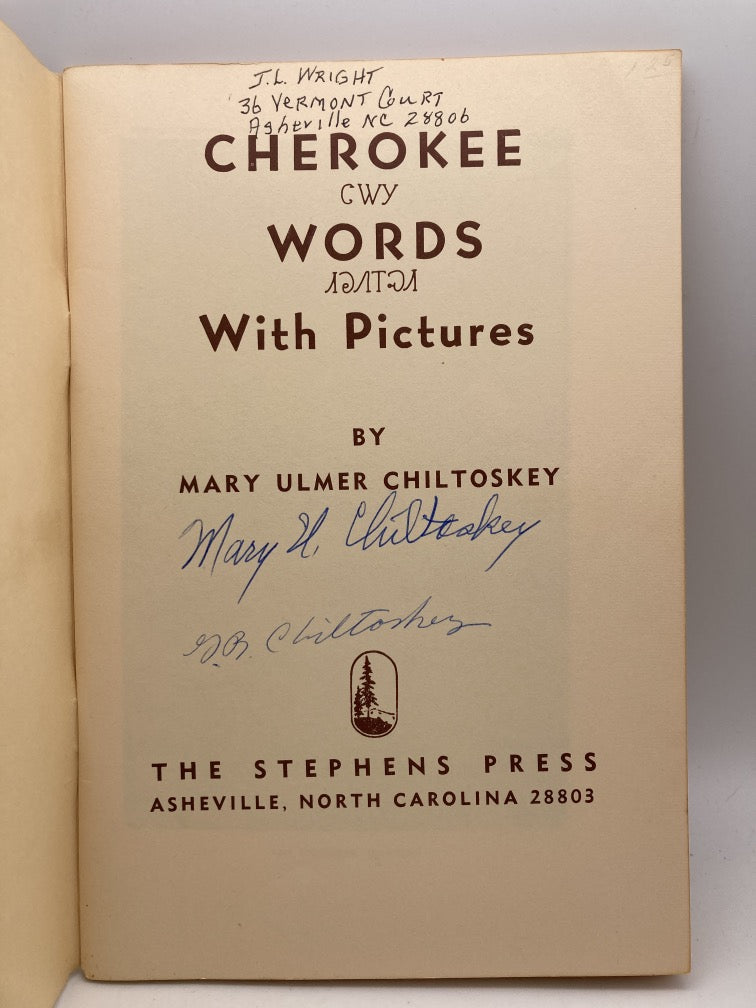 J.L. WRIGHT
36 VERMONT COURT
Asheville NC 28806
CHEROKEE
ᏣᎳᎩ
WORDS
With Pictures
BY
MARY ULMER CHILTOSKEY
Mary U. Chiltoskey
G.B. Chiltoskey
THE STEPHENS PRESS
ASHEVILLE, NORTH CAROLINA 28803